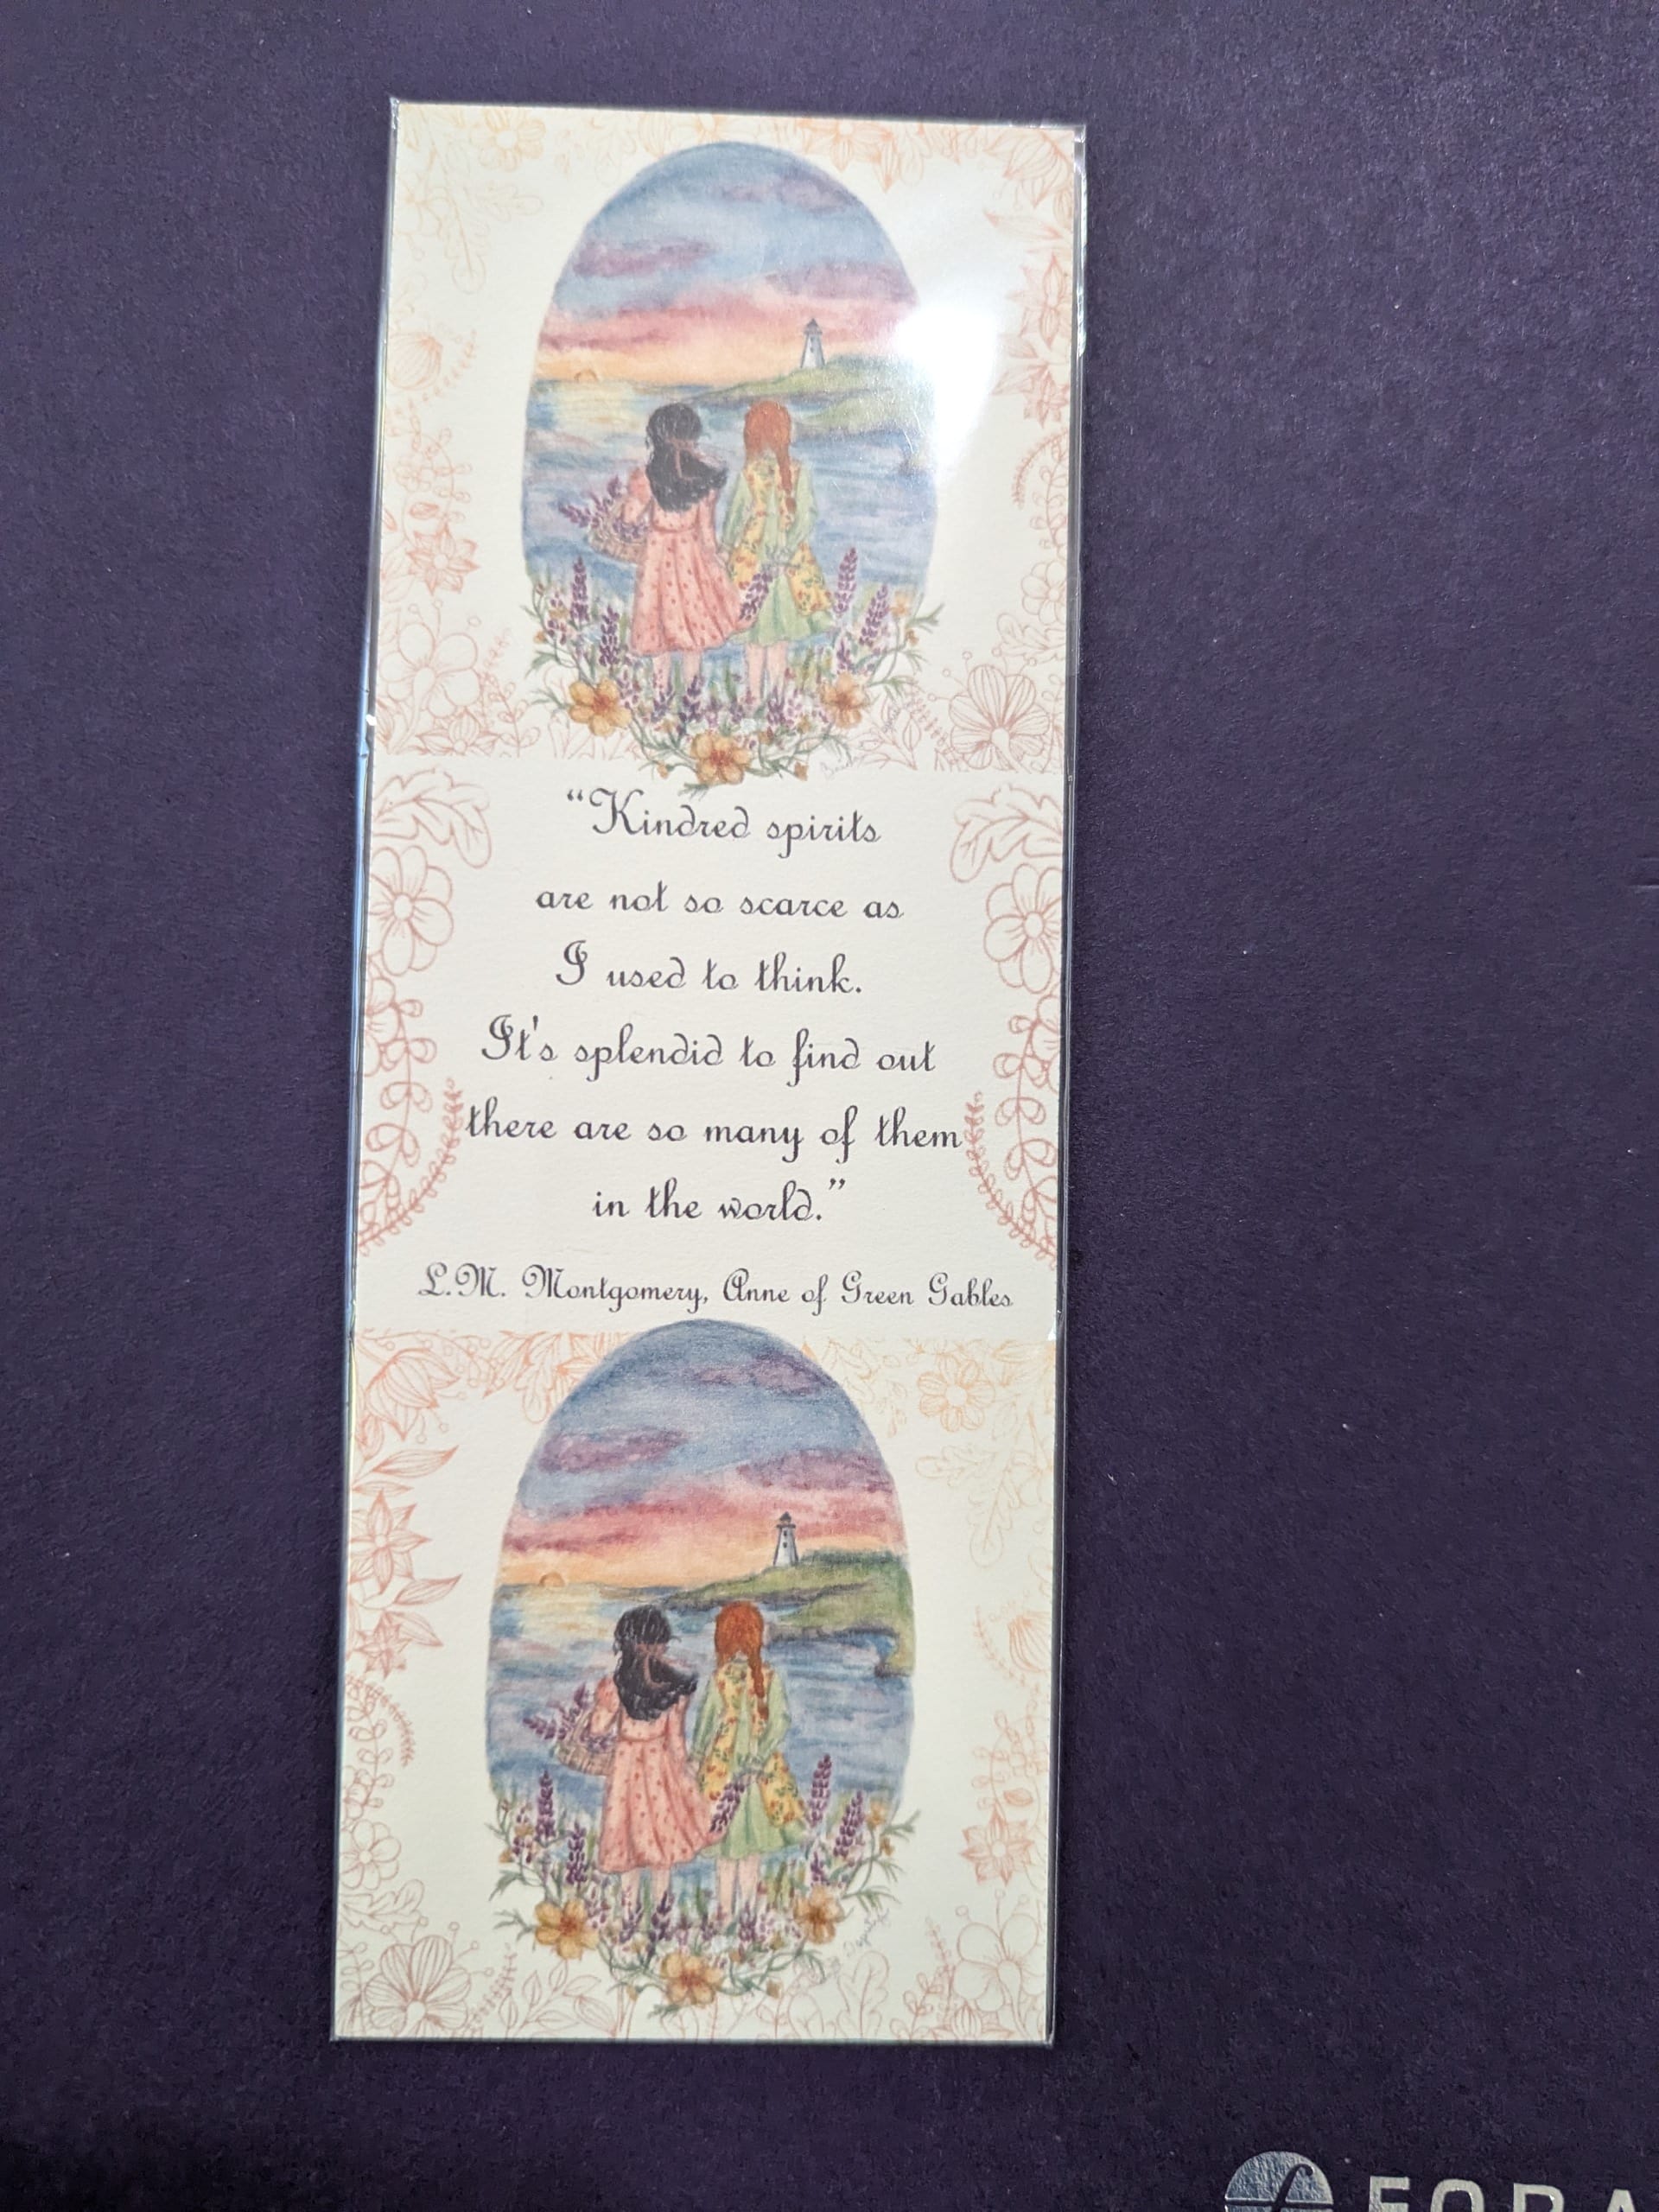 “Kindred spirits
are not so scarce as
I used to think.
It's splendid to find out
there are so many of them
in the world.”
L.M. Montgomery, Anne of Green Gables